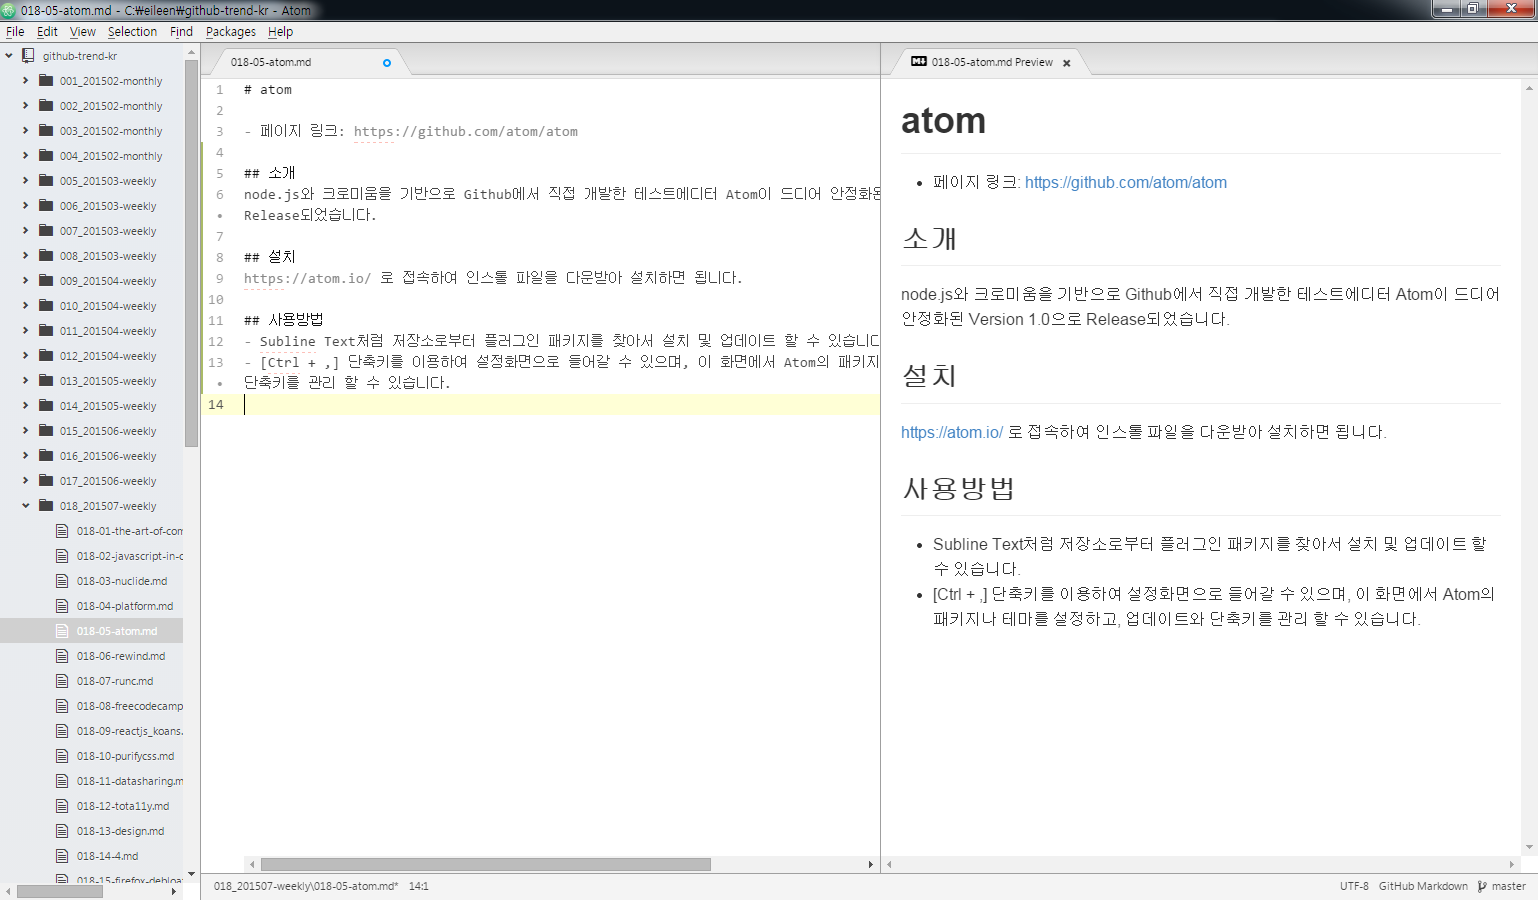 018-05-atom.md - C:₩eileen₩github-trend-kr - Atom
File Edit View Selection Find Packages Help
github-trend-kr
001_201502-monthly
002_201502-monthly
003_201502-monthly
004_201502-monthly
005_201503-weekly
006_201503-weekly
007_201503-weekly
008_201503-weekly
009_201504-weekly
010_201504-weekly
011_201504-weekly
012_201504-weekly
013_201505-weekly
014_201505-weekly
015_201506-weekly
016_201506-weekly
017_201506-weekly
018_201507-weekly
018-01-the-art-of-com
018-02-javascript-in-c
018-03-nuclide.md
018-04-platform.md
018-05-atom.md
018-06-rewind.md
018-07-runc.md
018-08-freecodecamp
018-09-reactjs_koans.
018-10-purifycss.md
018-11-datasharing.m
018-12-tota11y.md
018-13-design.md
018-14-4.md
018-15-firefox-debloat
018-05-atom.md
1 # atom
2
3 - 페이지 링크: https://github.com/atom/atom
4
5 ## 소개
6 node.js와 크로미움을 기반으로 Github에서 직접 개발한 테스트에디터 Atom이 드디어 안정화된
• Release되었습니다.
7
8 ## 설치
9 https://atom.io/ 로 접속하여 인스톨 파일을 다운받아 설치하면 됩니다.
10
11 ## 사용방법
12 - Subline Text처럼 저장소로부터 플러그인 패키지를 찾아서 설치 및 업데이트 할 수 있습니다
13 - [Ctrl + ,] 단축키를 이용하여 설정화면으로 들어갈 수 있으며, 이 화면에서 Atom의 패키지
• 단축키를 관리 할 수 있습니다.
14
018-05-atom.md Preview
atom
• 페이지 링크: https://github.com/atom/atom
소개
node.js와 크로미움을 기반으로 Github에서 직접 개발한 테스트에디터 Atom이 드디어
안정화된 Version 1.0으로 Release되었습니다.
설치
https://atom.io/ 로 접속하여 인스톨 파일을 다운받아 설치하면 됩니다.
사용방법
• Subline Text처럼 저장소로부터 플러그인 패키지를 찾아서 설치 및 업데이트 할
수 있습니다.
• [Ctrl + ,] 단축키를 이용하여 설정화면으로 들어갈 수 있으며, 이 화면에서 Atom의
패키지나 테마를 설정하고, 업데이트와 단축키를 관리 할 수 있습니다.
018_201507-weekly\018-05-atom.md* 14:1
UTF-8 GitHub Markdown master